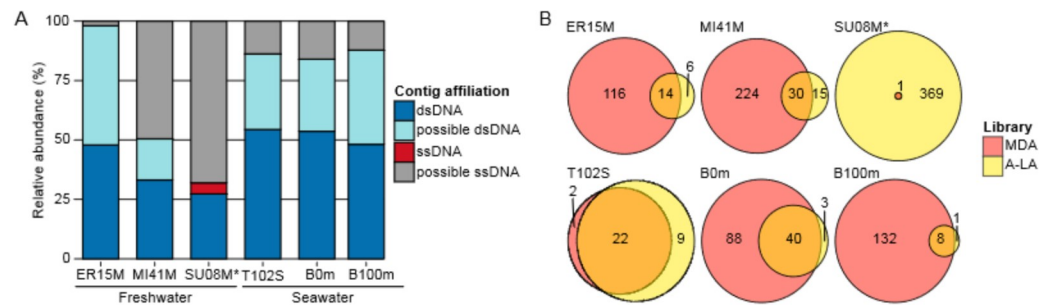 A
Relative abundance (%)
100
75
50
25
0
ER15M MI41M SU08M* T102S B0m B100m
Freshwater Seawater
Contig affiliation
dsDNA
possible dsDNA
ssDNA
possible ssDNA
B
ER15M MI41M SU08M*
116 14 6 224 30 15 1 369
T102S B0m B100m
2 22 9 88 40 3 132 8 1
Library
MDA
A-LA